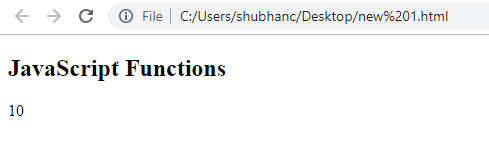 File | C:/Users/shubhanc/Desktop/new%201.html
JavaScript Functions
10